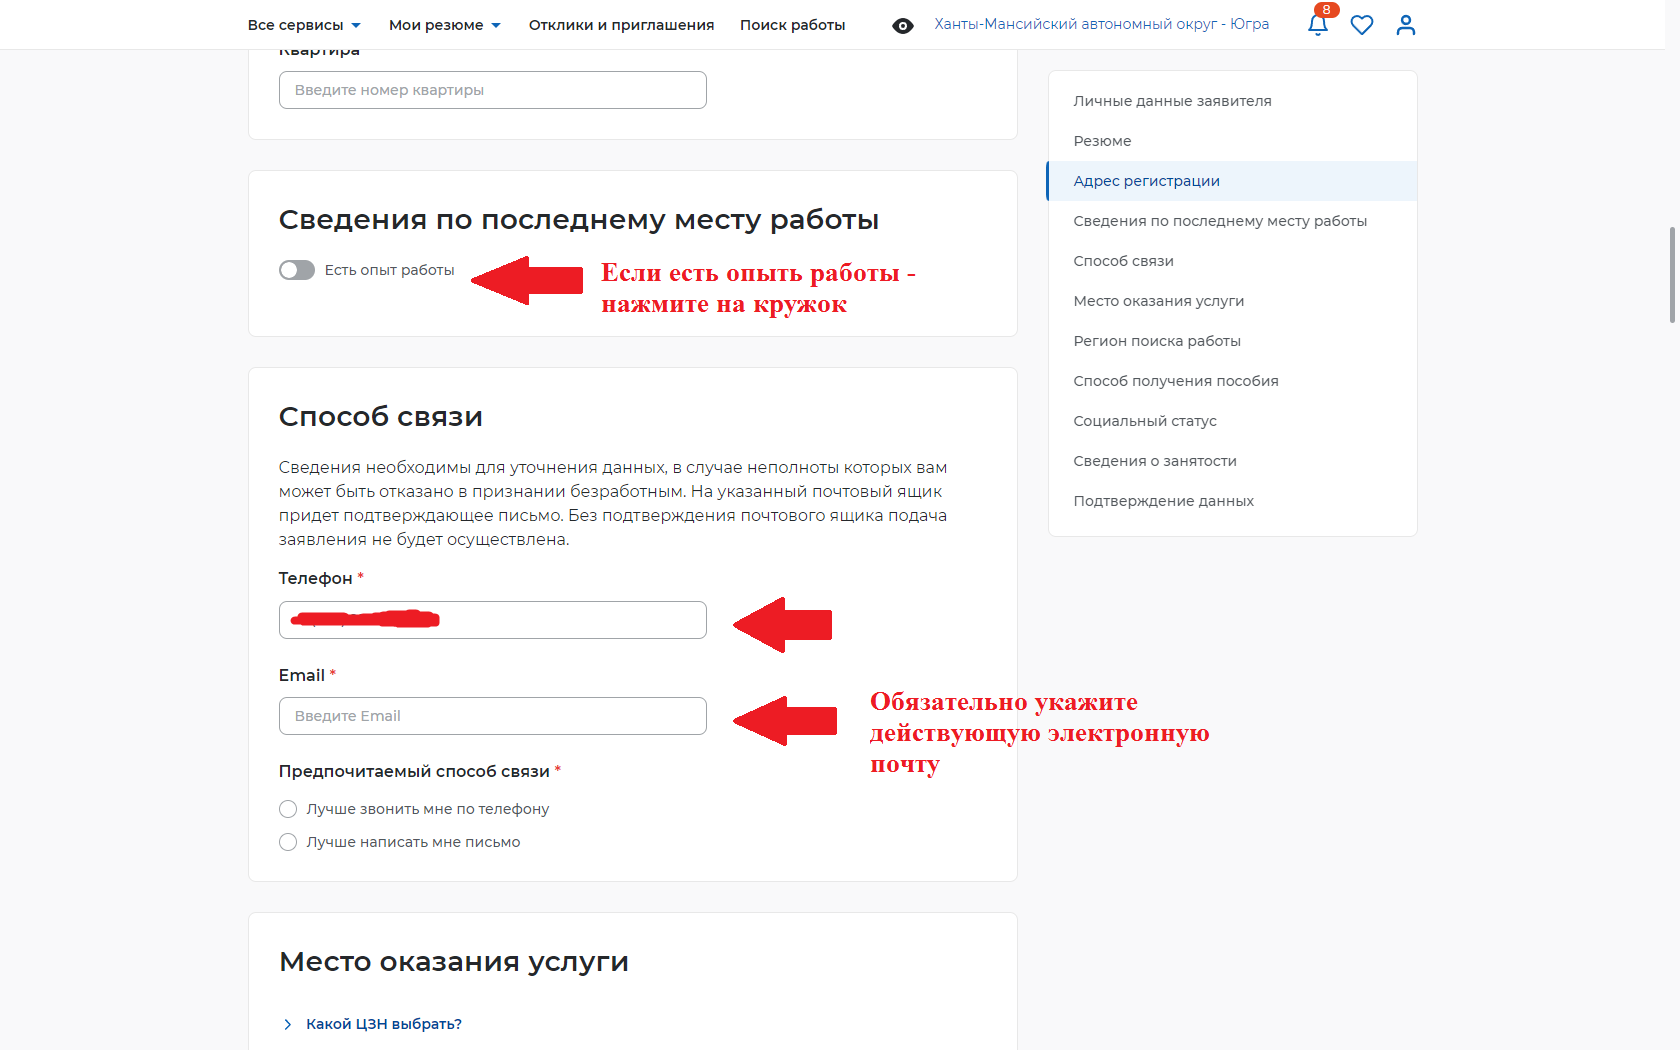 Все сервисы
Мои резюме
Отклики и приглашения
Поиск работы
Ханты-Мансийский автономный округ - Югра
8
Квартира
Введите номер квартиры
Сведения по последнему месту работы
Есть опыт работы
Если есть опыть работы -
нажмите на кружок
Способ связи
Сведения необходимы для уточнения данных, в случае неполноты которых вам
может быть отказано в признании безработным. На указанный почтовый ящик
придет подтверждающее письмо. Без подтверждения почтового ящика подача
заявления не будет осуществлена.
Телефон *
Email *
Введите Email
Обязательно укажите
действующую электронную
почту
Предпочитаемый способ связи *
Лучше звонить мне по телефону
Лучше написать мне письмо
Место оказания услуги
Какой ЦЗН выбрать?
Личные данные заявителя
Резюме
Адрес регистрации
Сведения по последнему месту работы
Способ связи
Место оказания услуги
Регион поиска работы
Способ получения пособия
Социальный статус
Сведения о занятости
Подтверждение данных